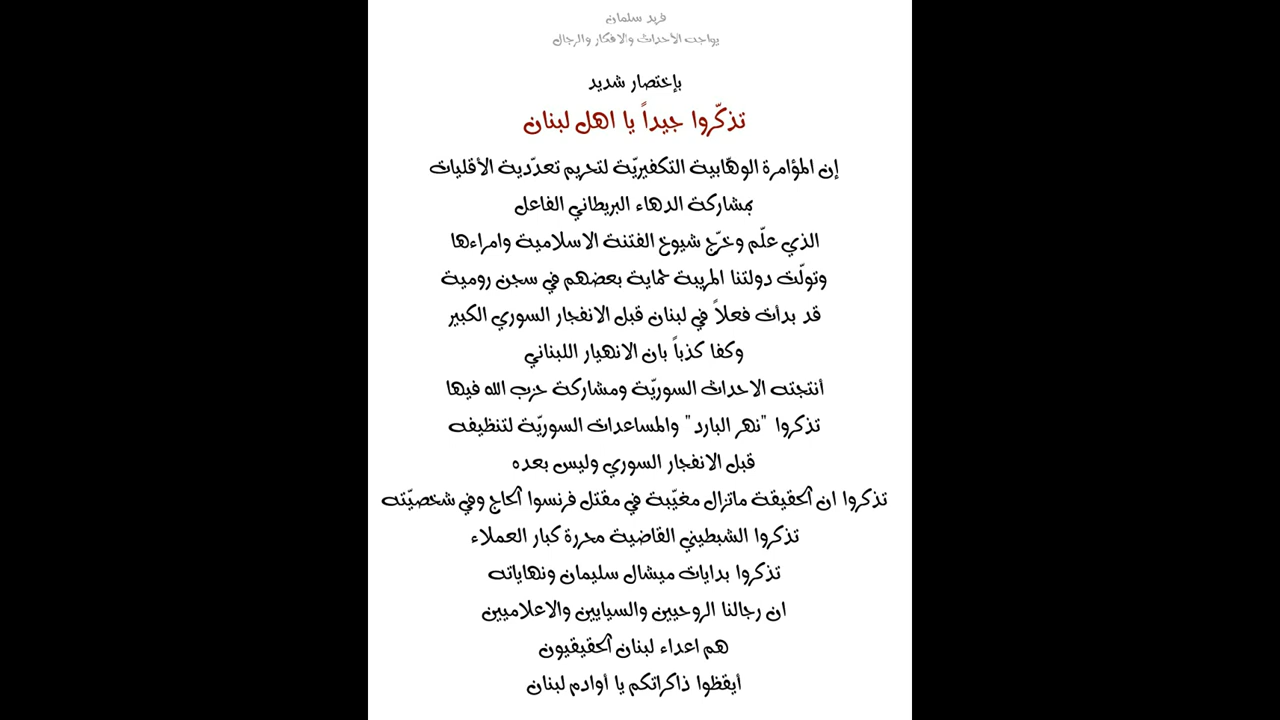 فريد سلمان
يواجه الأحداث والافكار والرجال
بإختصار شديد
تذكّروا جيداً يا اهل لبنان
إن المؤامرة الوهّابية التكفيريّة لتحريم تعدّدية الأقليات
بمشاركة الدهاء البريطاني الفاعل
الذي علّم وخرّج شيوخ الفتنة الاسلامية وامراءها
وتولّت دولتنا المريبة حماية بعضهم في سجن رومية
قد بدأت فعلاً في لبنان قبل الانفجار السوري الكبير
وكفا كذباً بان الانهيار اللبناني
أنتجته الاحداث السوريّة ومشاركة حزب الله فيها
تذكروا "نهر البارد" والمساعدات السوريّة لتنظيفه
قبل الانفجار السوري وليس بعده
تذكروا ان الحقيقة ماتزال مغيّبة في مقتل فرنسوا الحاج وفي شخصيّته
تذكروا الشبطيني القاضية محررة كبار العملاء
تذكروا بدايات ميشال سليمان ونهاياته
ان رجالنا الروحيين والسيايين والاعلاميين
هم اعداء لبنان الحقيقيون
أيقظوا ذاكراتكم يا أوادم لبنان